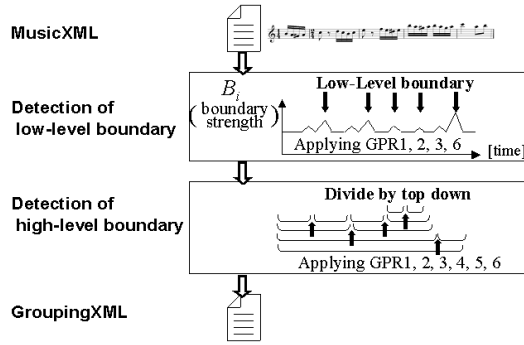 MusicXML
Detection of
low-level boundary
B_i
( boundary
strength )
Low-Level boundary
[time]
Applying GPR1, 2, 3, 6
Detection of
high-level boundary
Divide by top down
Applying GPR1, 2, 3, 4, 5, 6
GroupingXML